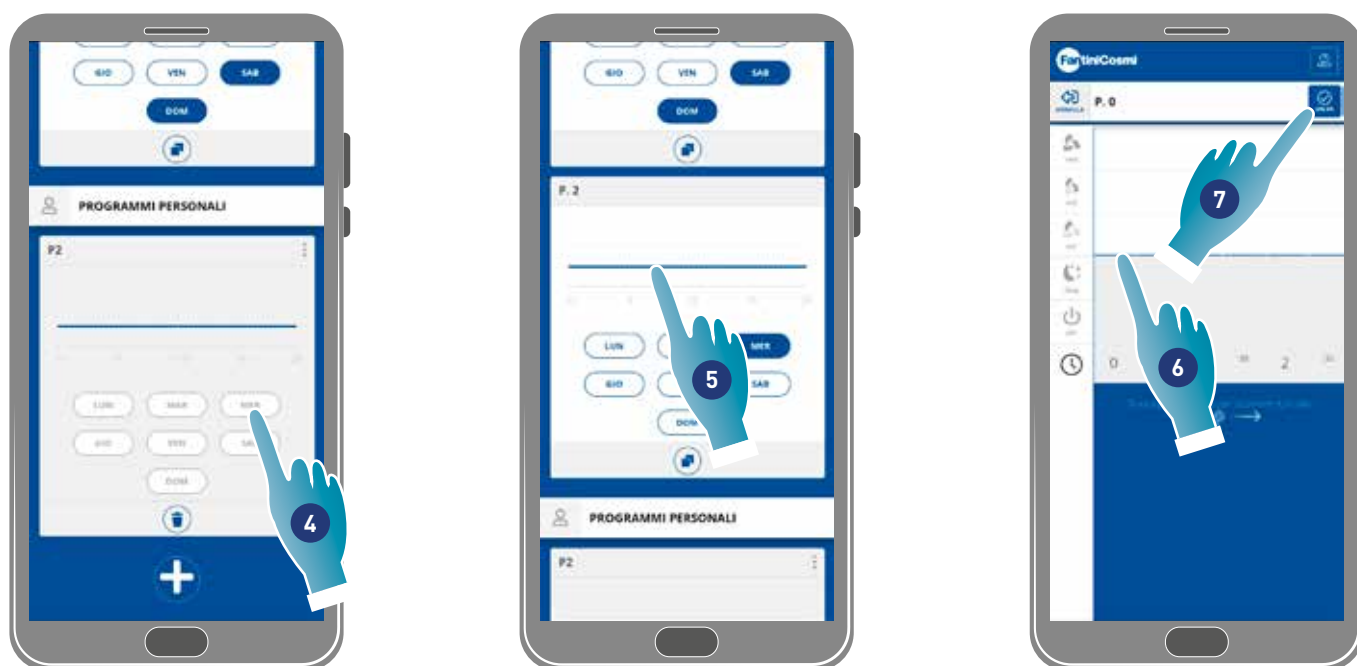 GIO VEN SAB
DOM
PROGRAMMI PERSONALI
P2
LUN MAR MER
GIO VEN
DOM
4
GIO VEN SAB
DOM
P. 2
LUN MER
GIO SAB
DOM
5
PROGRAMMI PERSONALI
P2
FantiniCosmi
P. 0
7
6
0 2